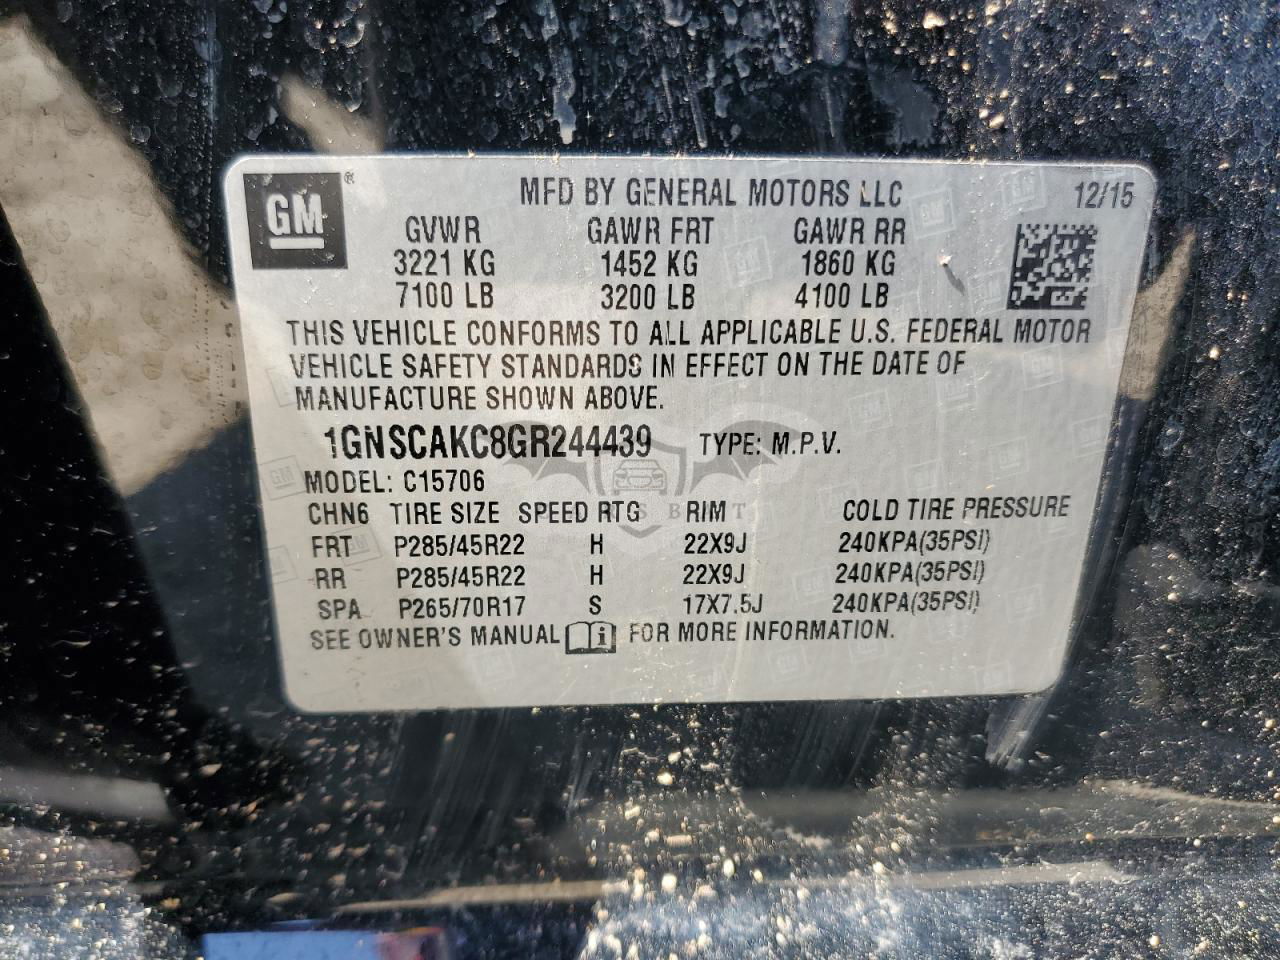 GM
MFD BY GENERAL MOTORS LLC 12/15
GVWR GAWR FRT GAWR RR
3221 KG 1452 KG 1860 KG
7100 LB 3200 LB 4100 LB
THIS VEHICLE CONFORMS TO ALL APPLICABLE U.S. FEDERAL MOTOR
VEHICLE SAFETY STANDARDS IN EFFECT ON THE DATE OF
MANUFACTURE SHOWN ABOVE.
1GNSCAKC8GR244439 TYPE: M.P.V.
MODEL: C15706
CHN6 TIRE SIZE SPEED RTG RIM COLD TIRE PRESSURE
FRT P285/45R22 H 22X9J 240KPA(35PSI)
RR P285/45R22 H 22X9J 240KPA(35PSI)
SPA P265/70R17 S 17X7.5J 240KPA(35PSI)
SEE OWNER'S MANUAL FOR MORE INFORMATION.